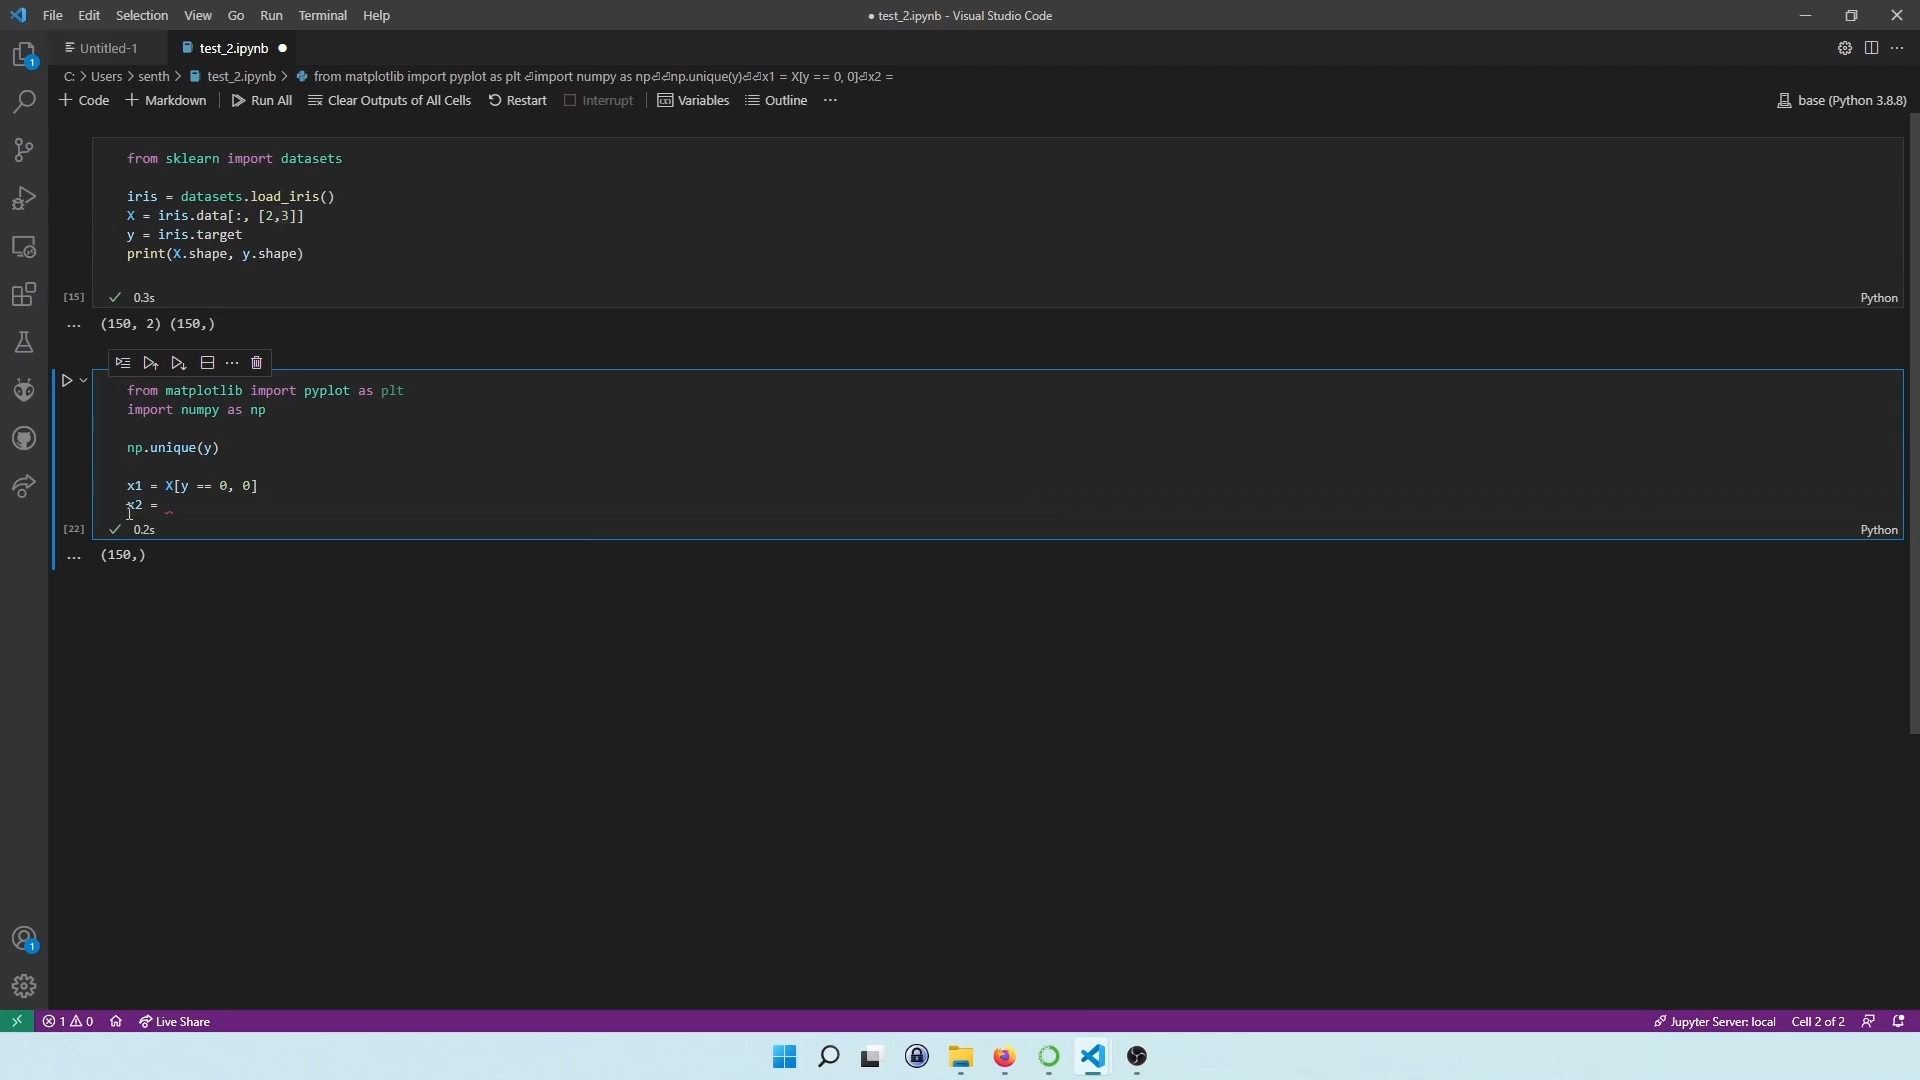 File Edit Selection View Go Run Terminal Help
● test_2.ipynb - Visual Studio Code
Untitled-1
test_2.ipynb ●
C: > Users > senth > test_2.ipynb > from matplotlib import pyplot as plt ⏎import numpy as np⏎⏎np.unique(y)⏎⏎x1 = X[y == 0, 0]⏎x2 =
+ Code + Markdown Run All Clear Outputs of All Cells Restart Interrupt Variables Outline ...
base (Python 3.8.8)
from sklearn import datasets
iris = datasets.load_iris()
X = iris.data[:, [2,3]]
y = iris.target
print(X.shape, y.shape)
[15] ✓ 0.3s Python
... (150, 2) (150,)
from matplotlib import pyplot as plt
import numpy as np
np.unique(y)
x1 = X[y == 0, 0]
x2 =
[22] ✓ 0.2s Python
... (150,)
1
1
1 0 Live Share
Jupyter Server: local Cell 2 of 2